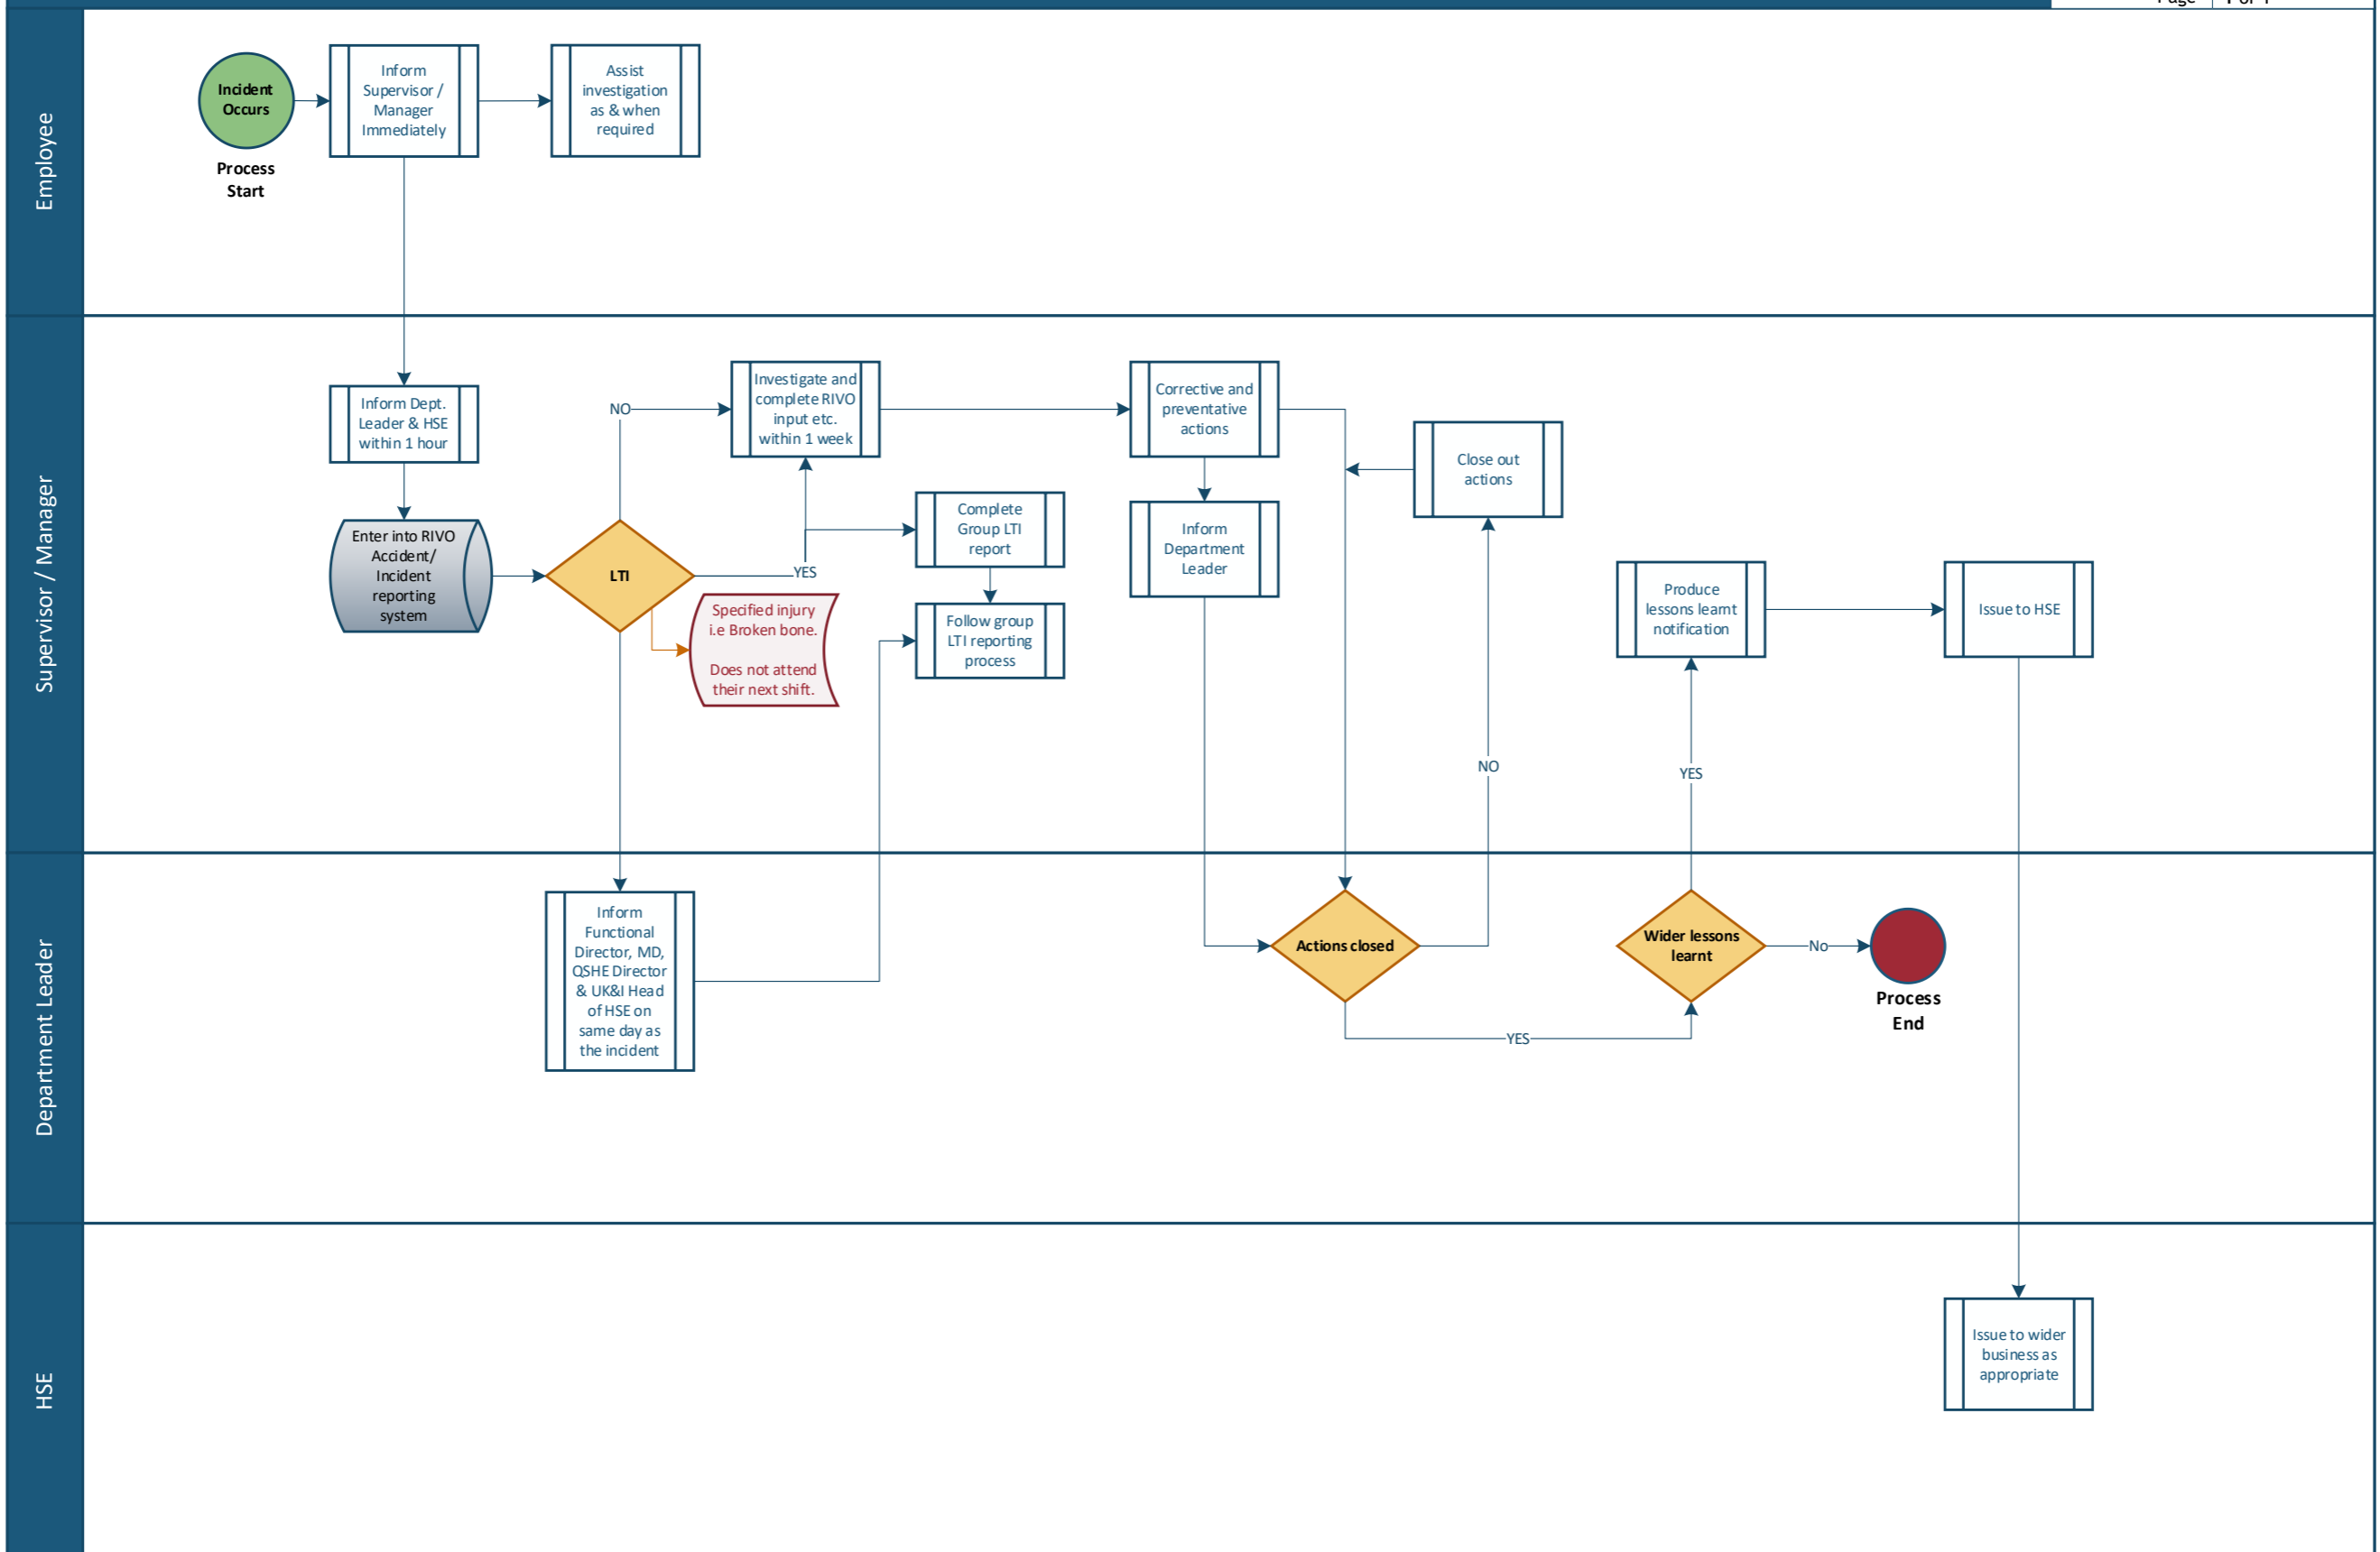 Page
1 of 1
Employee
Incident
Occurs
Process
Start
Inform
Supervisor /
Manager
Immediately
Assist
investigation
as & when
required
Supervisor / Manager
Inform Dept.
Leader & HSE
within 1 hour
Enter into RIVO
Accident/
Incident
reporting
system
LTI
NO
YES
Investigate and
complete RIVO
input etc.
within 1 week
Specified injury
i.e Broken bone.
Does not attend
their next shift.
Complete
Group LTI
report
Follow group
LTI reporting
process
Corrective and
preventative
actions
Inform
Department
Leader
Close out
actions
NO
Produce
lessons learnt
notification
YES
Issue to HSE
Department Leader
Inform
Functional
Director, MD,
QSHE Director
& UK&I Head
of HSE on
same day as
the incident
Actions closed
YES
Wider lessons
learnt
No
Process
End
HSE
Issue to wider
business as
appropriate